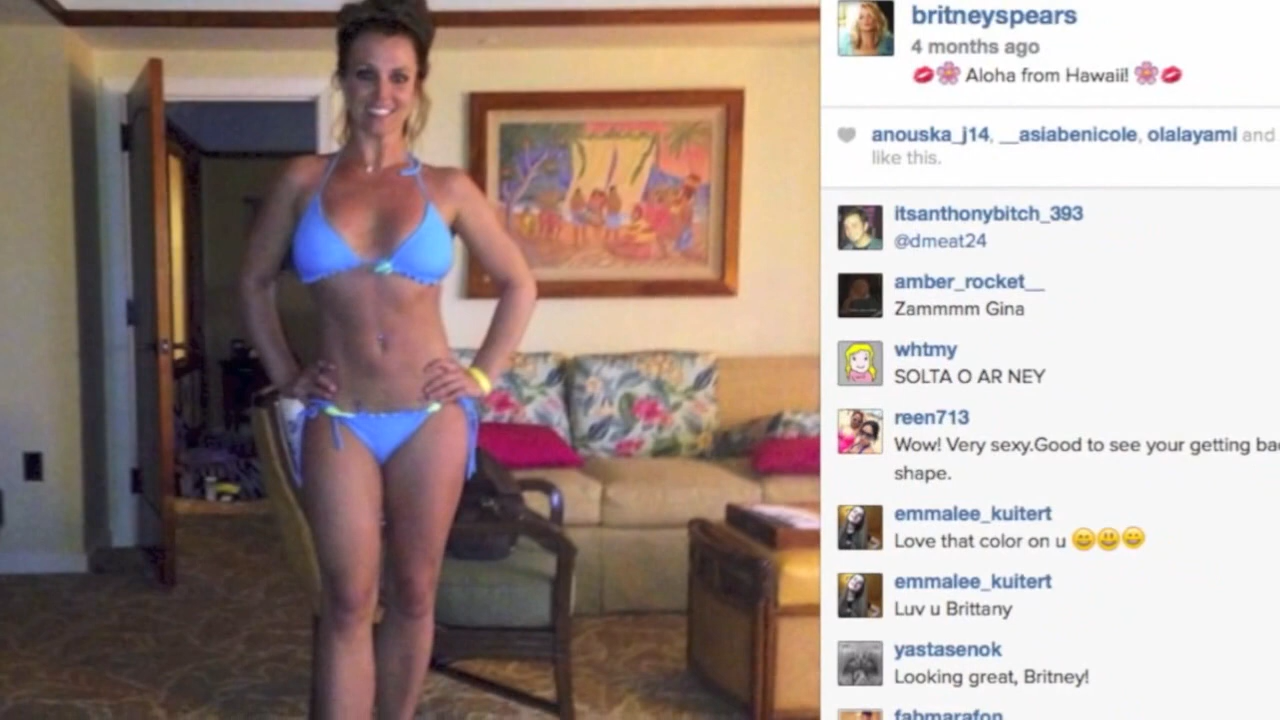 britneyspears
4 months ago
💋🌸 Aloha from Hawaii! 🌸💋
anouska_j14, __asiabenicole, olalayami and
like this.
itsanthonybitch_393
@dmeat24
amber_rocket__
Zammmm Gina
whtmy
SOLTA O AR NEY
reen713
Wow! Very sexy.Good to see your getting
shape.
emmalee_kuitert
Love that color on u 😄😃😄
emmalee_kuitert
Luv u Brittany
yastasenok
Looking great, Britney!
fabmarafon